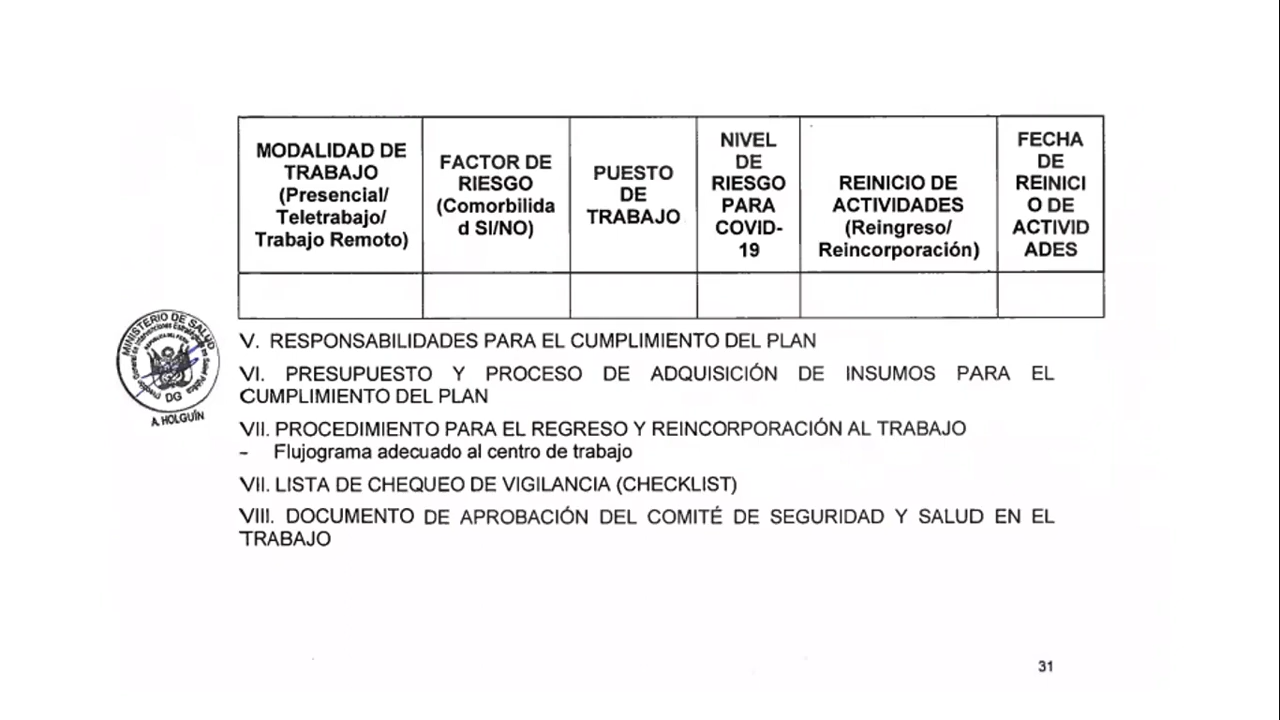 MODALIDAD DE
TRABAJO
(Presencial/
Teletrabajo/
Trabajo Remoto)
FACTOR DE
RIESGO
(Comorbilida
d SI/NO)
PUESTO
DE
TRABAJO
NIVEL
DE
RIESGO
PARA
COVID-
19
REINICIO DE
ACTIVIDADES
(Reingreso/
Reincorporación)
FECHA
DE
REINICI
O DE
ACTIVID
ADES
V. RESPONSABILIDADES PARA EL CUMPLIMIENTO DEL PLAN
VI. PRESUPUESTO Y PROCESO DE ADQUISICIÓN DE INSUMOS PARA EL
CUMPLIMIENTO DEL PLAN
VII. PROCEDIMIENTO PARA EL REGRESO Y REINCORPORACIÓN AL TRABAJO
- Flujograma adecuado al centro de trabajo
VII. LISTA DE CHEQUEO DE VIGILANCIA (CHECKLIST)
VIII. DOCUMENTO DE APROBACIÓN DEL COMITÉ DE SEGURIDAD Y SALUD EN EL
TRABAJO
MINISTERIO DE SALUD
DG
A. HOLGUÍN
31